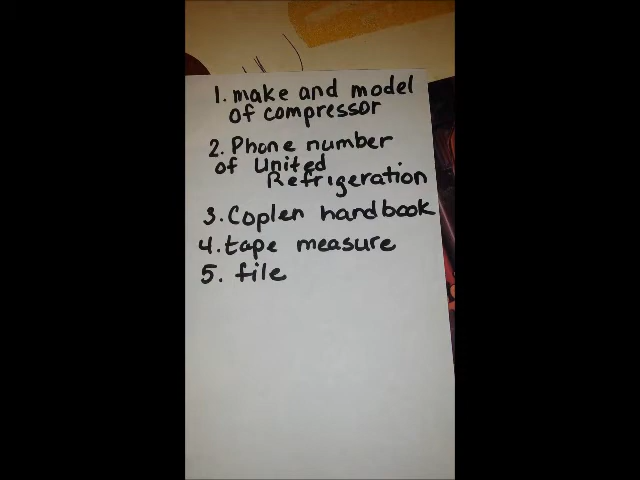 1. make and model
of compressor
2. Phone number
of United
Refrigeration
3. Coplen handbook
4. tape measure
5. file